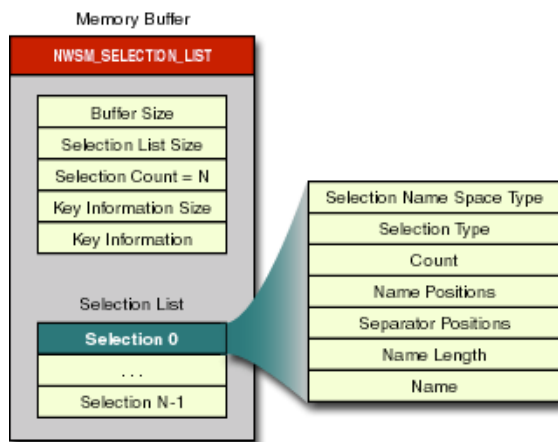 Memory Buffer
NWSM_SELECTION_LIST
Buffer Size
Selection List Size
Selection Count = N
Key Information Size
Key Information
Selection List
Selection 0
. . .
Selection N-1
Selection Name Space Type
Selection Type
Count
Name Positions
Separator Positions
Name Length
Name